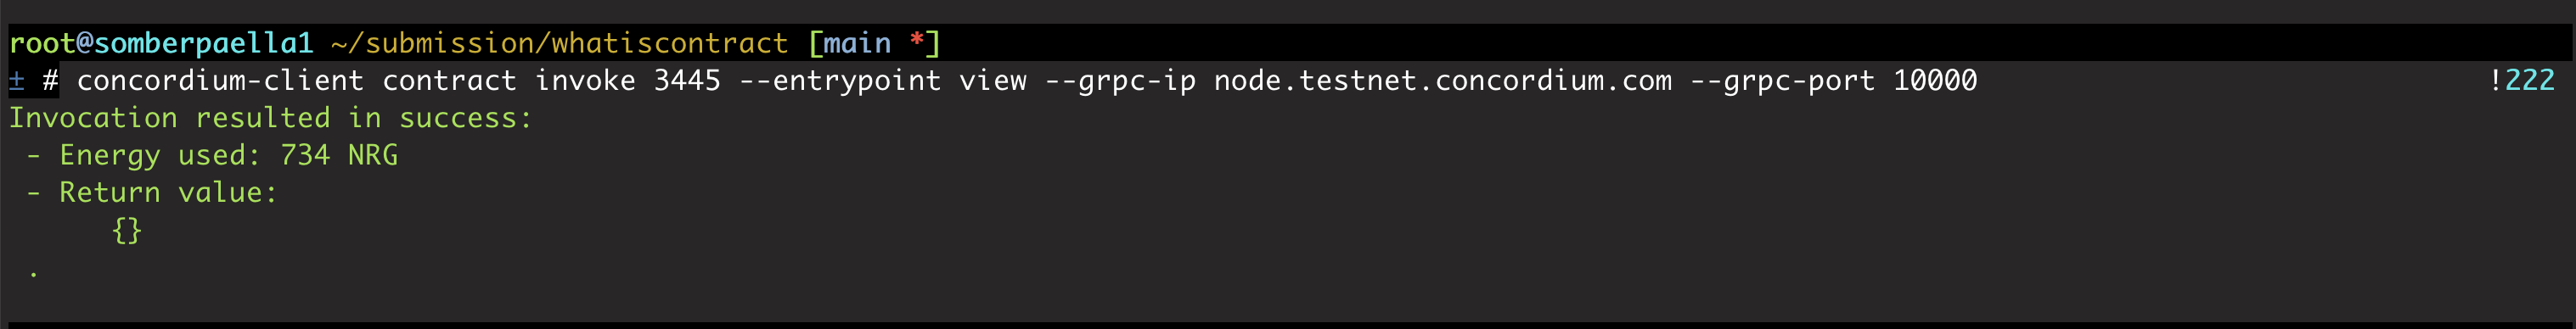 root@somberpaella1 ~/submission/whatiscontract [main *]
± # concordium-client contract invoke 3445 --entrypoint view --grpc-ip node.testnet.concordium.com --grpc-port 10000 !222
Invocation resulted in success:
- Energy used: 734 NRG
- Return value:
{}
.